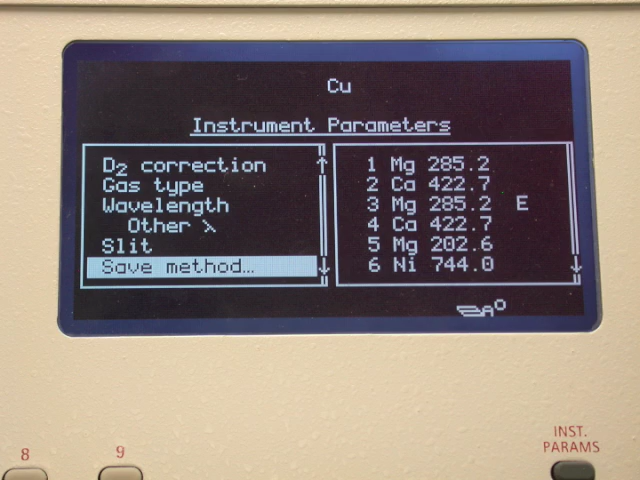 Cu
Instrument Parameters
D2 correction
Gas type
Wavelength
Other λ
Slit
Save method…
1 Mg 285.2
2 Ca 422.7
3 Mg 285.2 E
4 Ca 422.7
5 Mg 202.6
6 Ni 744.0
8
9
INST.
PARAMS